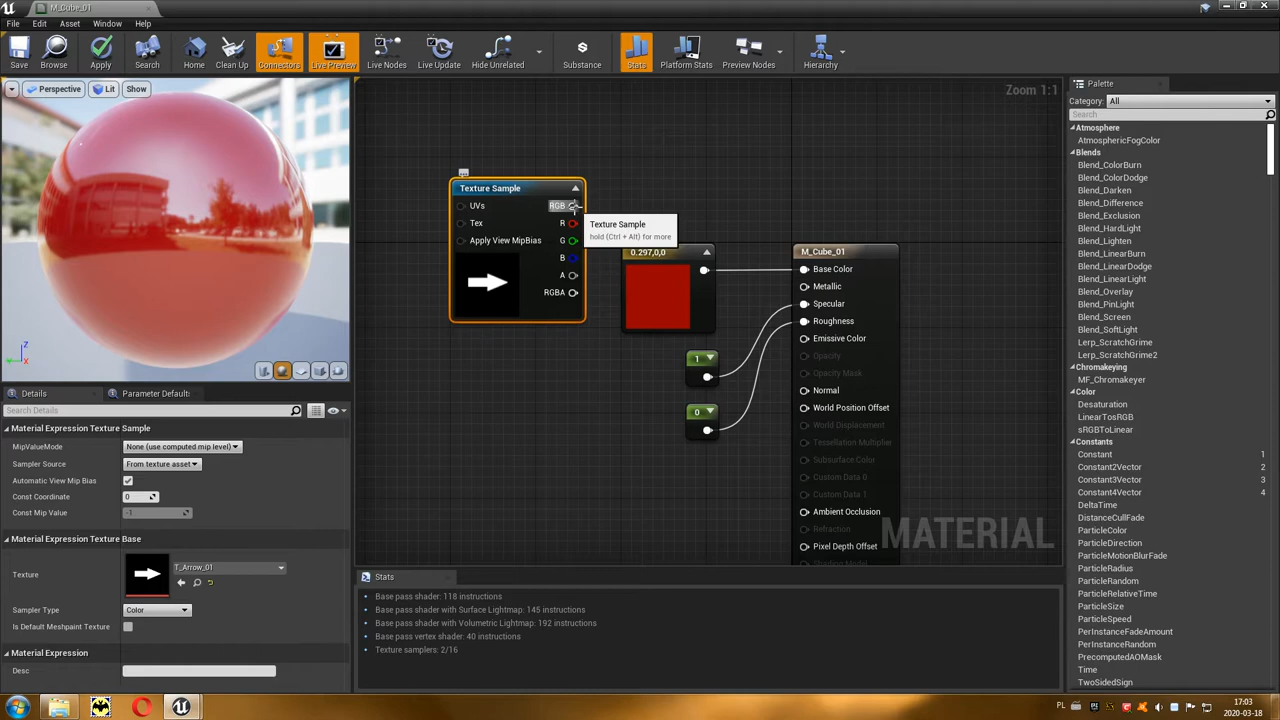 M_Cube_01
File Edit Asset Window Help
Save Browse Apply Search Home Clean Up Connectors Live Preview Live Nodes Live Update Hide Unrelated Substance Stats Platform Stats Preview Nodes Hierarchy
Perspective Lit Show
Zoom 1:1
Texture Sample
UVs RGB
Tex R
Apply View MipBias G
B
A
RGBA
Texture Sample
hold (Ctrl + Alt) for more
0.297,0,0
1
0
M_Cube_01
Base Color
Metallic
Specular
Roughness
Emissive Color
Opacity
Opacity Mask
Normal
World Position Offset
World Displacement
Tessellation Multiplier
Subsurface Color
Custom Data 0
Custom Data 1
Ambient Occlusion
Refraction
Pixel Depth Offset
Shading Model
MATERIAL
Z
X
Details Parameter Defaults
Search Details
Material Expression Texture Sample
MipValueMode None (use computed mip level)
Sampler Source From texture asset
Automatic View Mip Bias
Const Coordinate 0
Const Mip Value -1
Material Expression Texture Base
Texture T_Arrow_01
Sampler Type Color
Is Default Meshpaint Texture
Material Expression
Desc
Stats
Base pass shader: 118 instructions
Base pass shader with Surface Lightmap: 145 instructions
Base pass shader with Volumetric Lightmap: 192 instructions
Base pass vertex shader: 40 instructions
Texture samplers: 2/16
Palette
Category: All
Search
Atmosphere
AtmosphericFogColor
Blends
Blend_ColorBurn
Blend_ColorDodge
Blend_Darken
Blend_Difference
Blend_Exclusion
Blend_HardLight
Blend_Lighten
Blend_LinearBurn
Blend_LinearDodge
Blend_LinearLight
Blend_Overlay
Blend_PinLight
Blend_Screen
Blend_SoftLight
Lerp_ScratchGrime
Lerp_ScratchGrime2
Chromakeying
MF_Chromakeyer
Color
Desaturation
LinearTosRGB
sRGBToLinear
Constants
Constant 1
Constant2Vector 2
Constant3Vector 3
Constant4Vector 4
DeltaTime
DistanceCullFade
ParticleColor
ParticleDirection
ParticleMotionBlurFade
ParticleRadius
ParticleRandom
ParticleRelativeTime
ParticleSize
ParticleSpeed
PerInstanceFadeAmount
PerInstanceRandom
PrecomputedAOMask
Time
TwoSidedSign
PL
17:03
2020-03-18